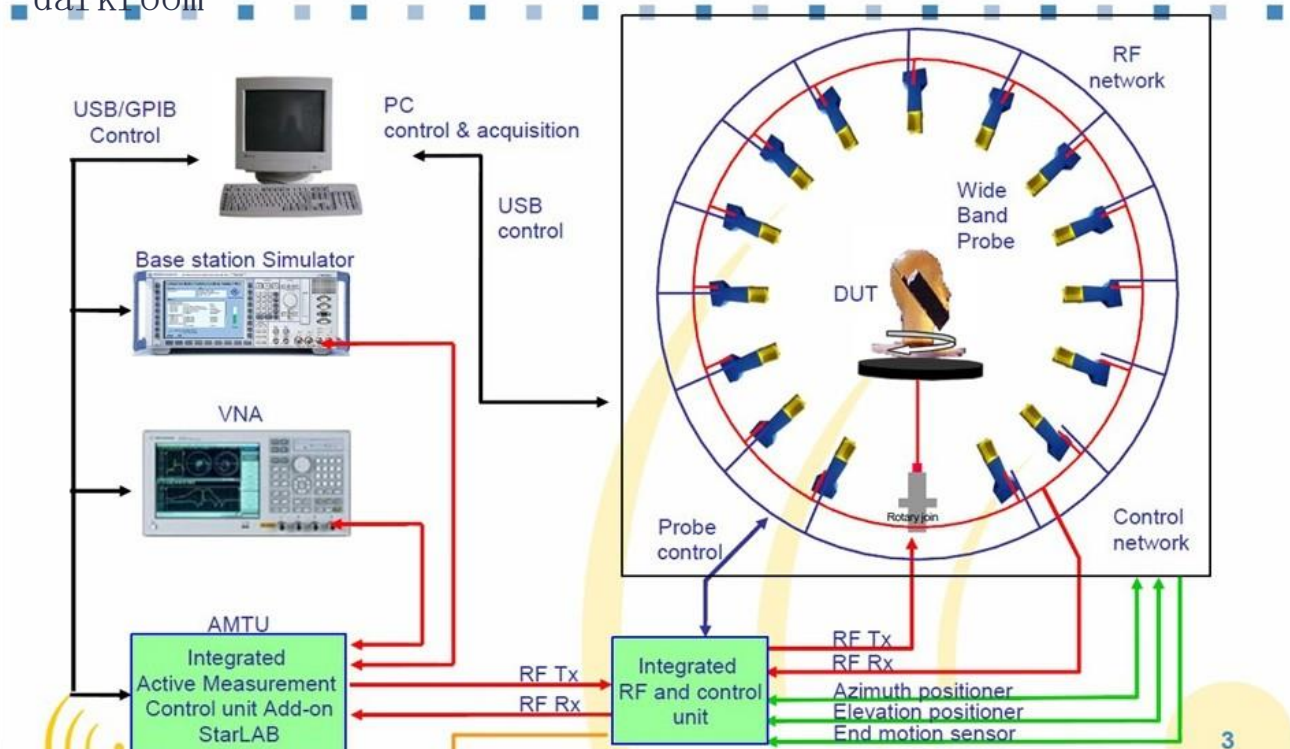 darkroom
USB/GPIB
Control
PC
control & acquisition
USB
control
Base station Simulator
VNA
AMTU
Integrated
Active Measurement
Control unit Add-on
StarLAB
RF Tx
RF Rx
RF
network
Wide
Band
Probe
DUT
Rotary join
Probe
control
Control
network
Integrated
RF and control
unit
RF Tx
RF Rx
Azimuth positioner
Elevation positioner
End motion sensor
3